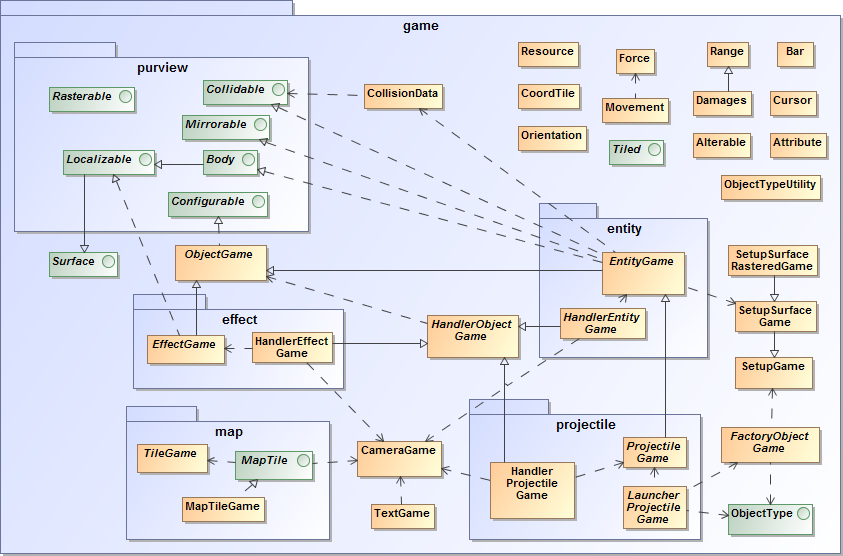 game
purview
Rasterable
Collidable
Mirrorable
Localizable
Body
Configurable
Surface
CollisionData
Resource
CoordTile
Orientation
Force
Movement
Tiled
Range
Damages
Alterable
Bar
Cursor
Attribute
ObjectTypeUtility
entity
EntityGame
HandlerEntity
Game
ObjectGame
HandlerObject
Game
effect
EffectGame
HandlerEffect
Game
SetupSurface
RasteredGame
SetupSurface
Game
SetupGame
FactoryObject
Game
ObjectType
map
TileGame
MapTile
MapTileGame
CameraGame
TextGame
projectile
Handler
Projectile
Game
Projectile
Game
Launcher
Projectile
Game